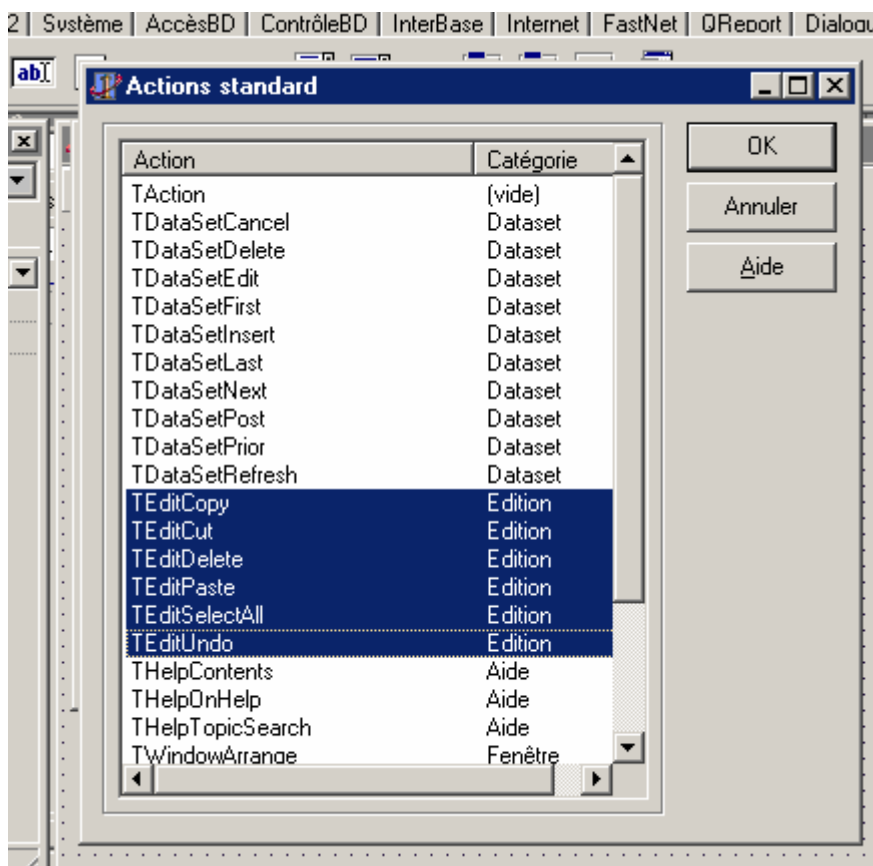 2 Système AccèsBD ContrôleBD InterBase Internet FastNet QReport Dialogu
ab
Actions standard
Action Catégorie
OK
TAction (vide)
Annuler
TDataSetCancel Dataset
TDataSetDelete Dataset
TDataSetEdit Dataset
Aide
TDataSetFirst Dataset
TDataSetInsert Dataset
TDataSetLast Dataset
TDataSetNext Dataset
TDataSetPost Dataset
TDataSetPrior Dataset
TDataSetRefresh Dataset
TEditCopy Edition
TEditCut Edition
TEditDelete Edition
TEditPaste Edition
TEditSelectAll Edition
TEditUndo Edition
THelpContents Aide
THelpOnHelp Aide
THelpTopicSearch Aide
TWindowArrange Fenêtre